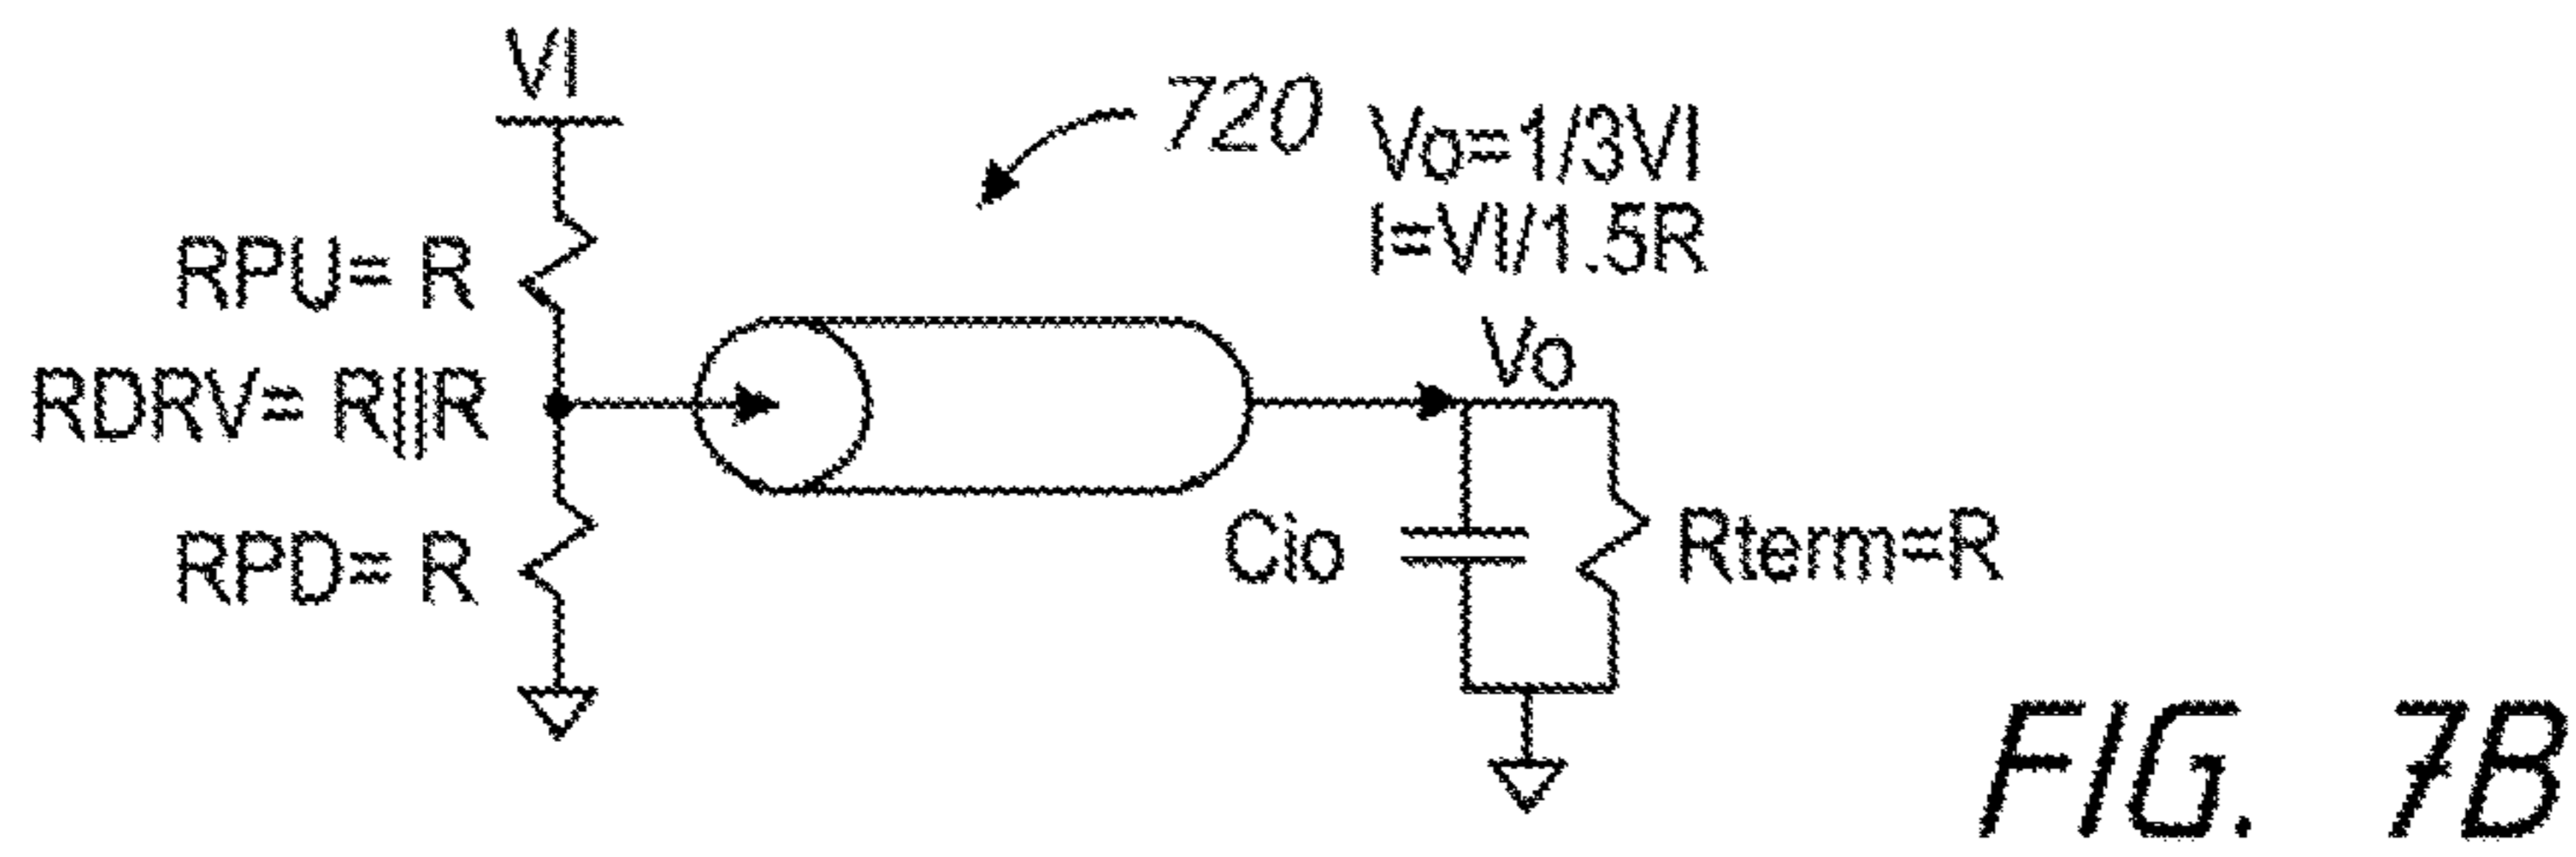 VI
720
Vo=1/3VI
I=VI/1.5R
RPU= R
Vo
RDRV= R||R
RPD= R
Cio
Rterm=R
FIG. 7B